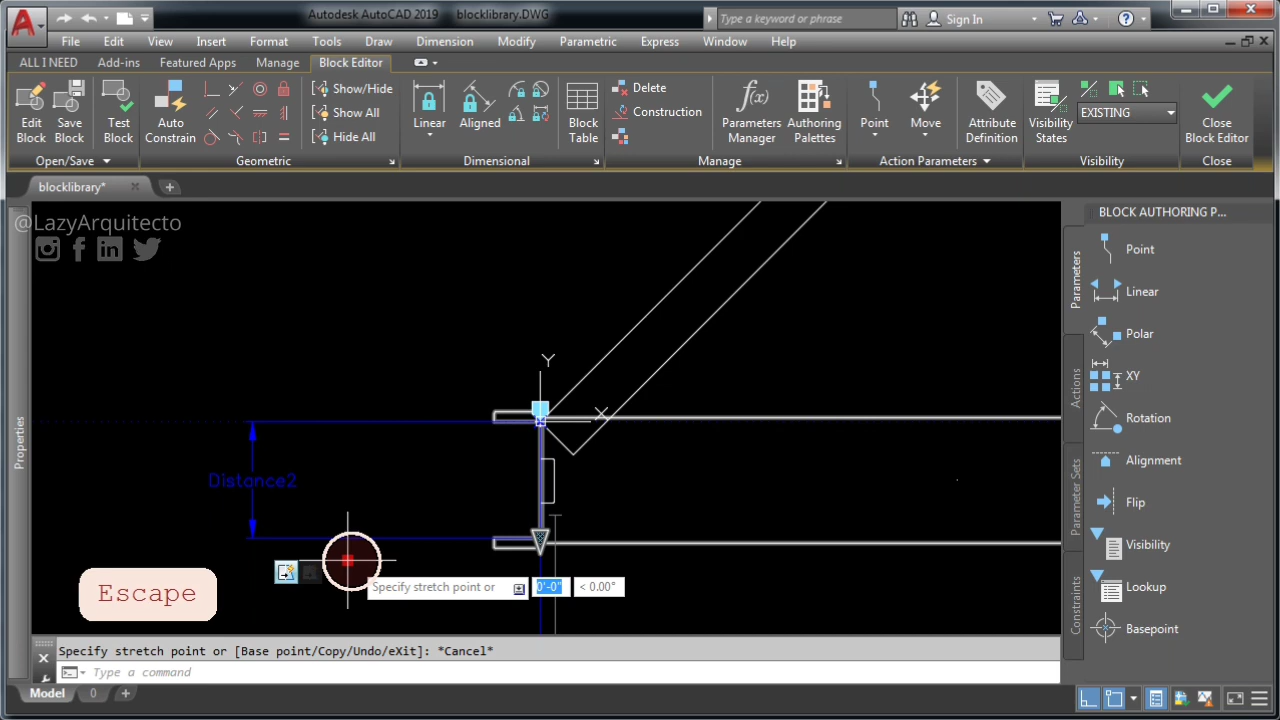 Autodesk AutoCAD 2019 blocklibrary.DWG
Type a keyword or phrase
Sign In
?
File Edit View Insert Format Tools Draw Dimension Modify Parametric Express Window Help
ALL I NEED Add-ins Featured Apps Manage Block Editor
Edit Block
Save Block
Test Block
Auto Constrain
Show/Hide
Show All
Hide All
Linear
Aligned
Block Table
Delete
Construction
f(x)
Parameters Manager
Authoring Palettes
Point
Move
Attribute Definition
Visibility States
EXISTING
Close Block Editor
Open/Save Geometric Dimensional Manage Action Parameters Visibility Close
blocklibrary*
@LazyArquitecto
Properties
Y
X
Distance2
Specify stretch point or 0'-0" < 0.00°
Escape
BLOCK AUTHORING P...
Parameters
Actions
Parameter Sets
Constraints
Point
Linear
Polar
XY
Rotation
Alignment
Flip
Visibility
Lookup
Basepoint
Specify stretch point or [Base point/Copy/Undo/eXit]: *Cancel*
Type a command
Model 0 +